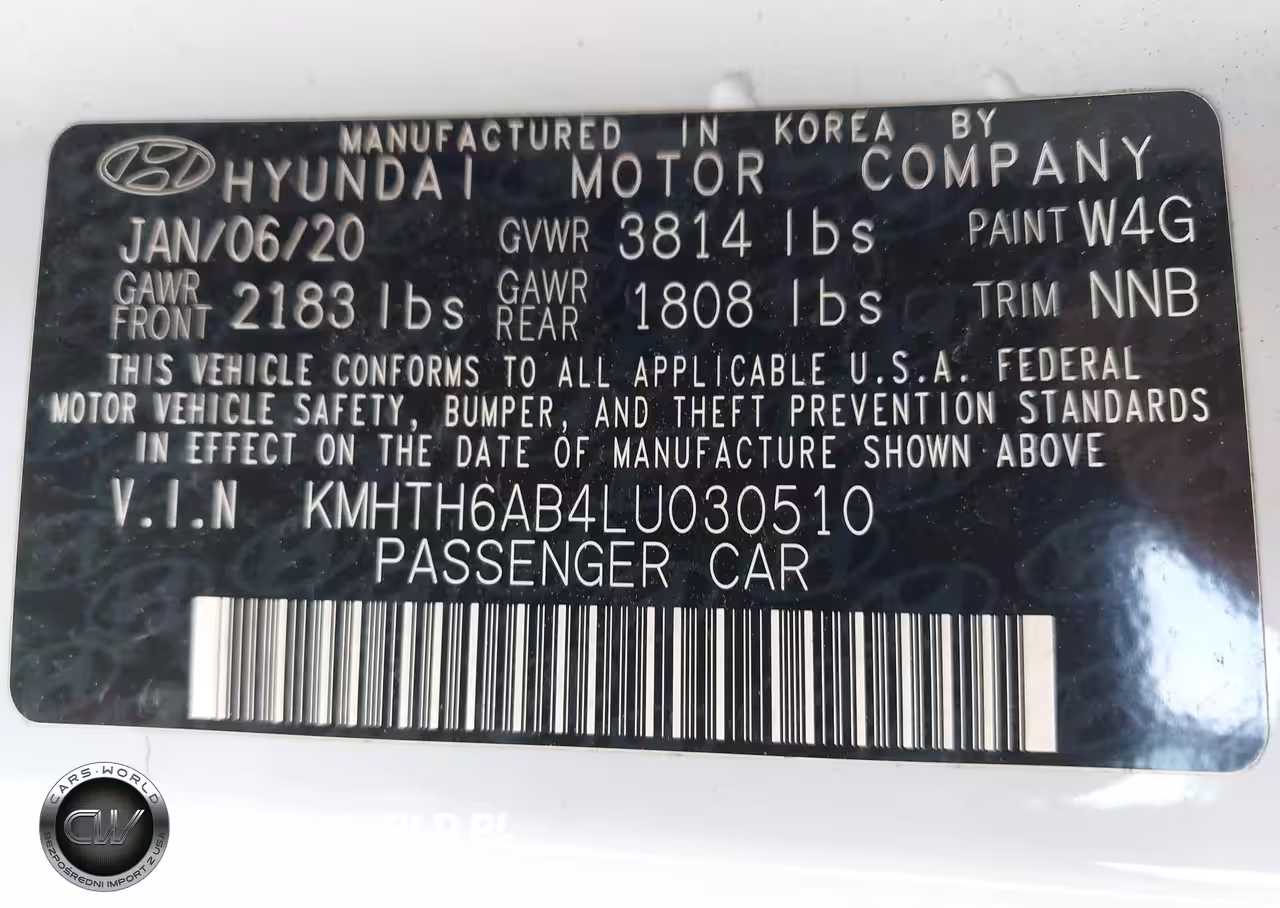 MANUFACTURED IN KOREA BY
HYUNDAI MOTOR COMPANY
JAN/06/20 GVWR 3814 lbs PAINT W4G
GAWR FRONT 2183 lbs GAWR REAR 1808 lbs TRIM NNB
THIS VEHICLE CONFORMS TO ALL APPLICABLE U.S.A. FEDERAL
MOTOR VEHICLE SAFETY, BUMPER, AND THEFT PREVENTION STANDARDS
IN EFFECT ON THE DATE OF MANUFACTURE SHOWN ABOVE
V.I.N KMHTH6AB4LU030510
PASSENGER CAR
CARS·WORLD
CW
BEZPOŚREDNI IMPORT Z USA